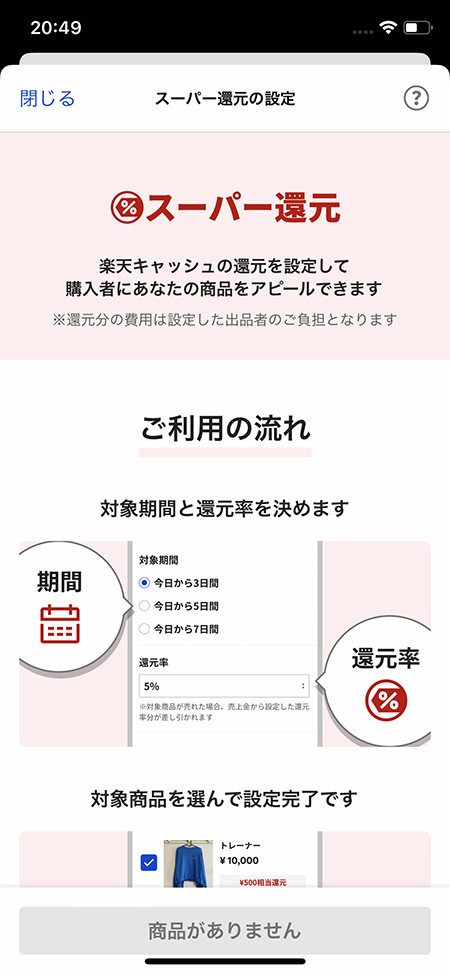 20:49
閉じる
スーパー還元の設定
?
%スーパー還元
楽天キャッシュの還元を設定して
購入者にあなたの商品をアピールできます
※還元分の費用は設定した出品者のご負担となります
ご利用の流れ
対象期間と還元率を決めます
期間
対象期間
今日から3日間
今日から5日間
今日から7日間
還元率
5%
※対象商品が売れた場合、売上金から設定した還元
率分が差し引かれます
還元率
%
対象商品を選んで設定完了です
トレーナー
¥10,000
¥500相当還元
商品がありません